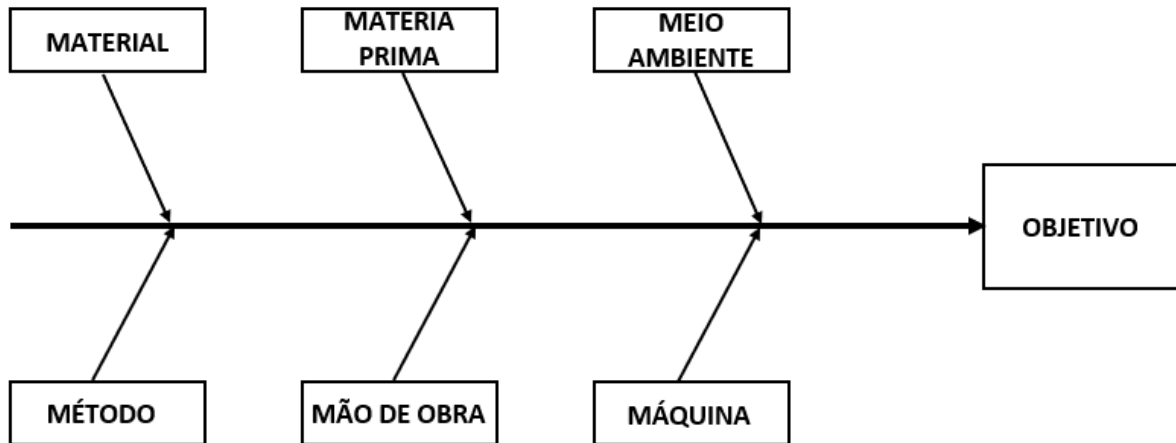 MATERIAL
MATERIA
PRIMA
MEIO
AMBIENTE
OBJETIVO
MÉTODO
MÃO DE OBRA
MÁQUINA